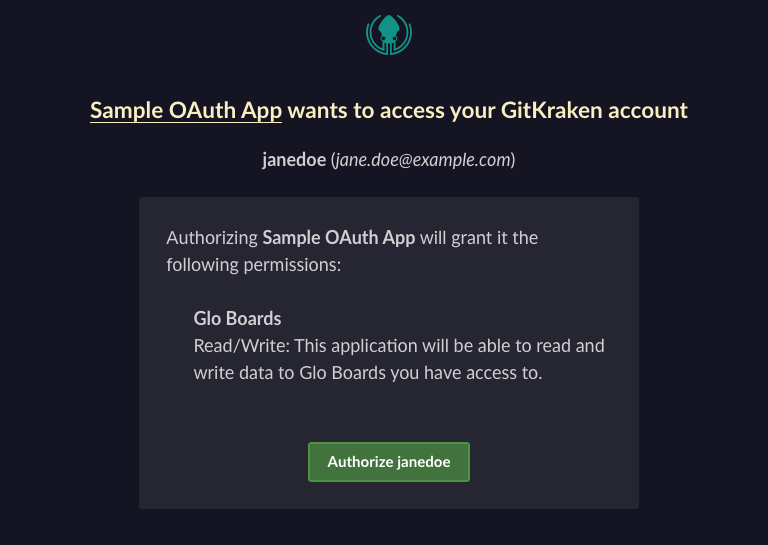 Sample OAuth App wants to access your GitKraken account
janedoe (jane.doe@example.com)
Authorizing Sample OAuth App will grant it the
following permissions:
Glo Boards
Read/Write: This application will be able to read and
write data to Glo Boards you have access to.
Authorize janedoe